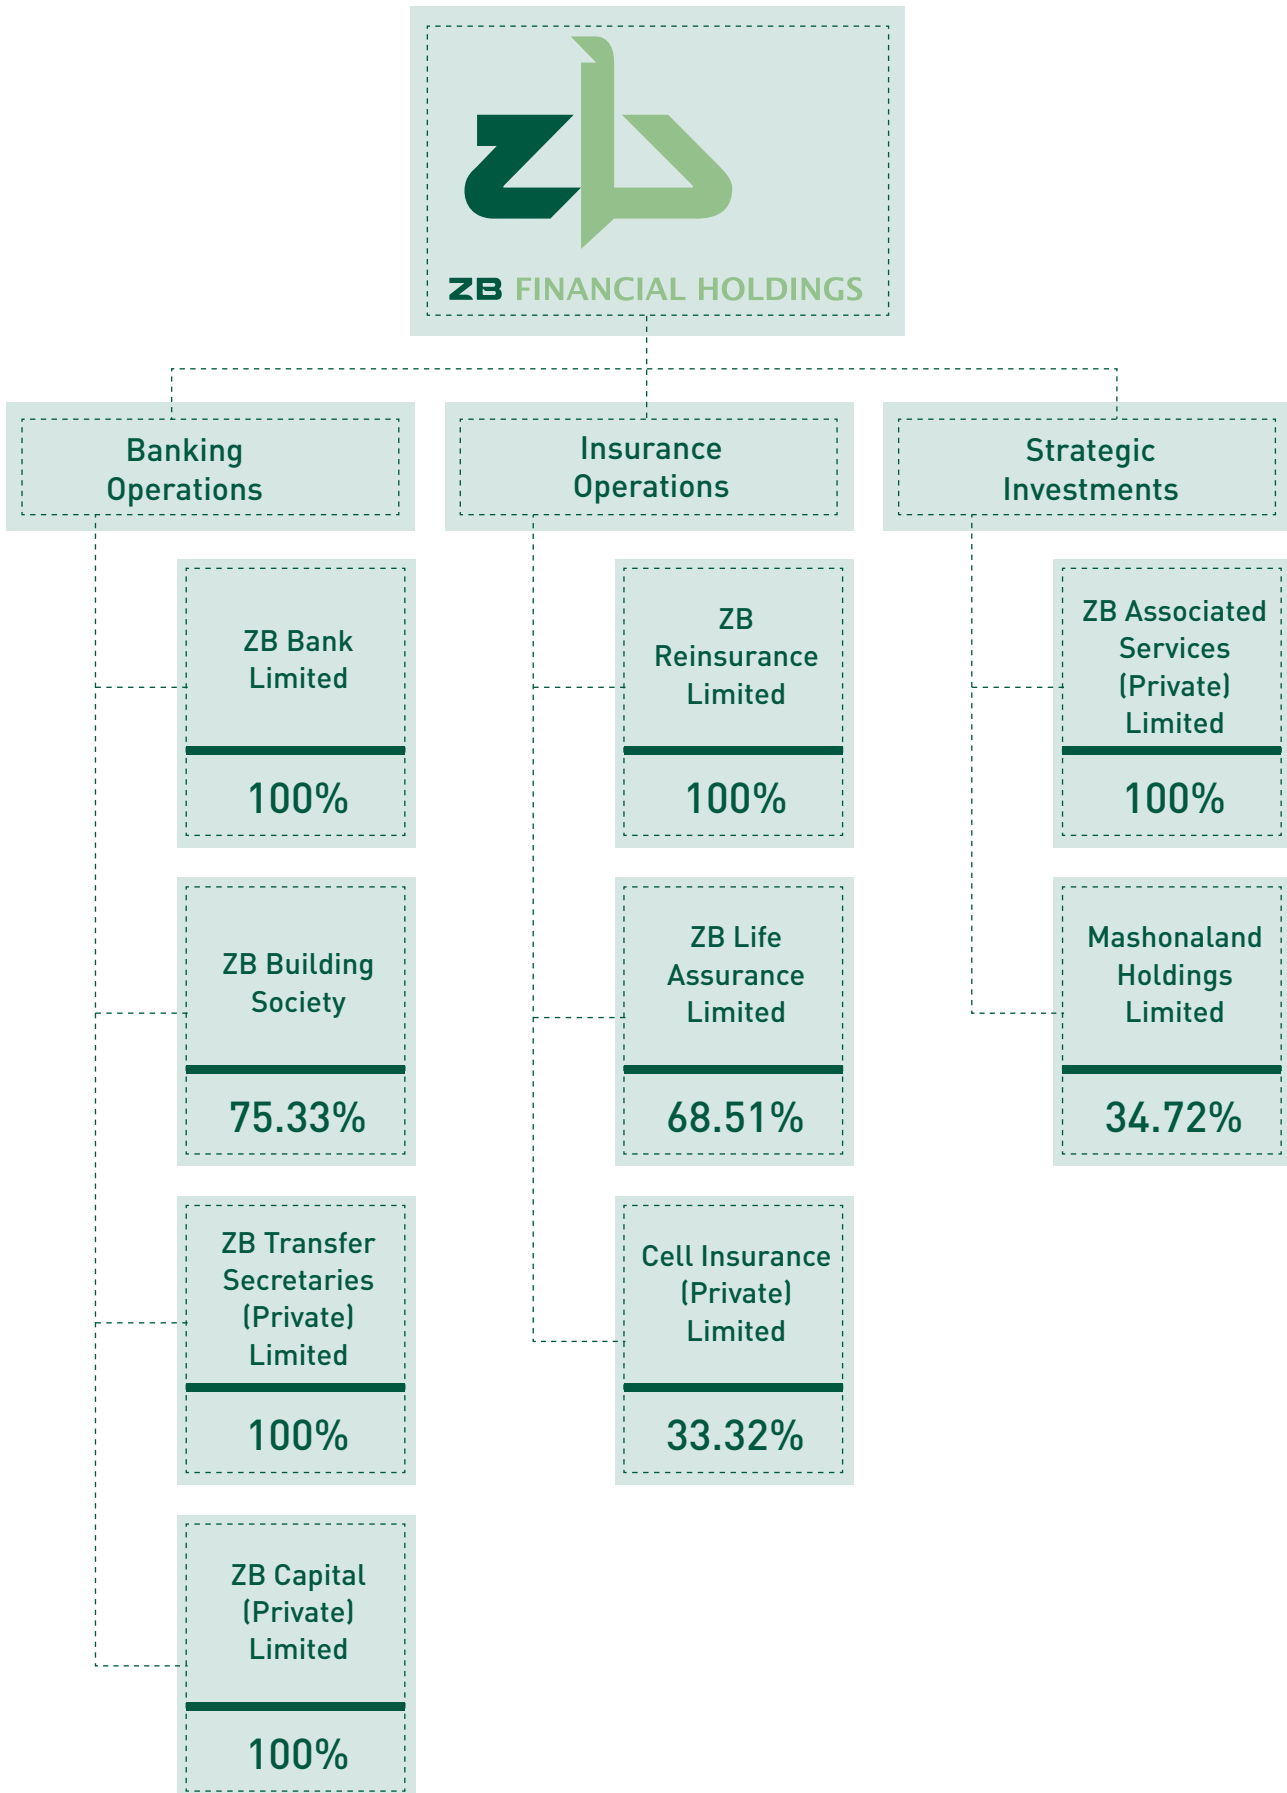 zb
ZB FINANCIAL HOLDINGS
Banking
Operations
ZB Bank
Limited
100%
ZB Building
Society
75.33%
ZB Transfer
Secretaries
(Private)
Limited
100%
ZB Capital
(Private)
Limited
100%
Insurance
Operations
ZB
Reinsurance
Limited
100%
ZB Life
Assurance
Limited
68.51%
Cell Insurance
(Private)
Limited
33.32%
Strategic
Investments
ZB Associated
Services
(Private)
Limited
100%
Mashonaland
Holdings
Limited
34.72%